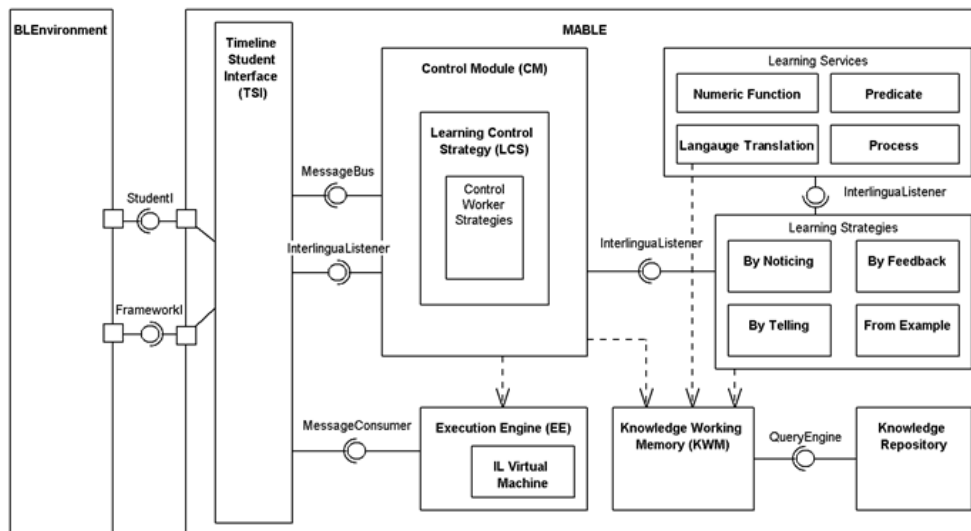 BLEnvironment
MABLE
Timeline
Student
Interface
(TSI)
Control Module (CM)
Learning Control
Strategy (LCS)
Control
Worker
Strategies
Learning Services
Numeric Function
Predicate
Langauge Translation
Process
MessageBus
StudentI
InterlinguaListener
InterlinguaListener
InterlinguaListener
Learning Strategies
By Noticing
By Feedback
By Telling
From Example
FrameworkI
MessageConsumer
Execution Engine (EE)
IL Virtual
Machine
Knowledge Working
Memory (KWM)
QueryEngine
Knowledge
Repository